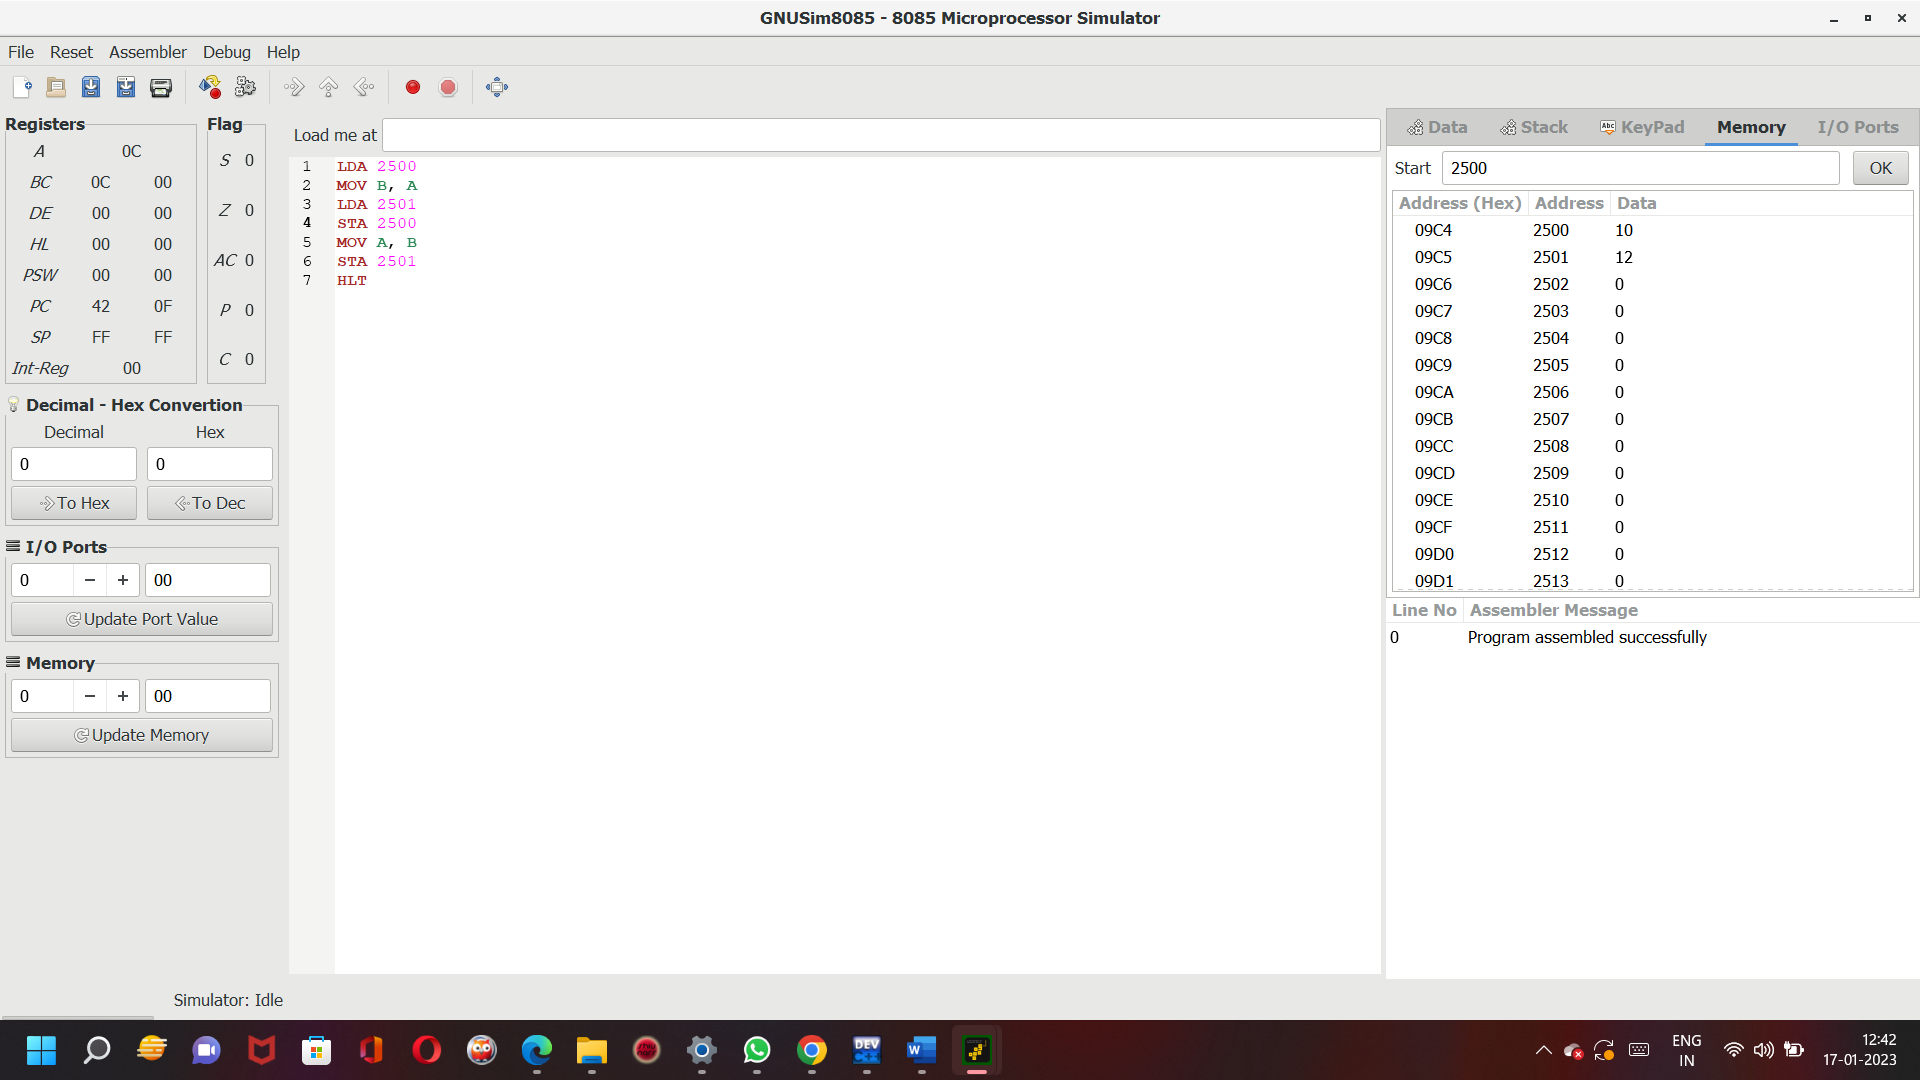 GNUSim8085 - 8085 Microprocessor Simulator
File Reset Assembler Debug Help
Registers
A 0C
BC 0C 00
DE 00 00
HL 00 00
PSW 00 00
PC 42 0F
SP FF FF
Int-Reg 00
Flag
S 0
Z 0
AC 0
P 0
C 0
Decimal - Hex Convertion
Decimal Hex
0 0
To Hex To Dec
I/O Ports
0 − + 00
Update Port Value
Memory
0 − + 00
Update Memory
Load me at
1 LDA 2500
2 MOV B, A
3 LDA 2501
4 STA 2500
5 MOV A, B
6 STA 2501
7 HLT
Data Stack Abc KeyPad Memory I/O Ports
Start 2500 OK
Address (Hex) Address Data
09C4 2500 10
09C5 2501 12
09C6 2502 0
09C7 2503 0
09C8 2504 0
09C9 2505 0
09CA 2506 0
09CB 2507 0
09CC 2508 0
09CD 2509 0
09CE 2510 0
09CF 2511 0
09D0 2512 0
09D1 2513 0
Line No Assembler Message
0 Program assembled successfully
Simulator: Idle
DEV C++
W
ENG
IN
12:42
17-01-2023